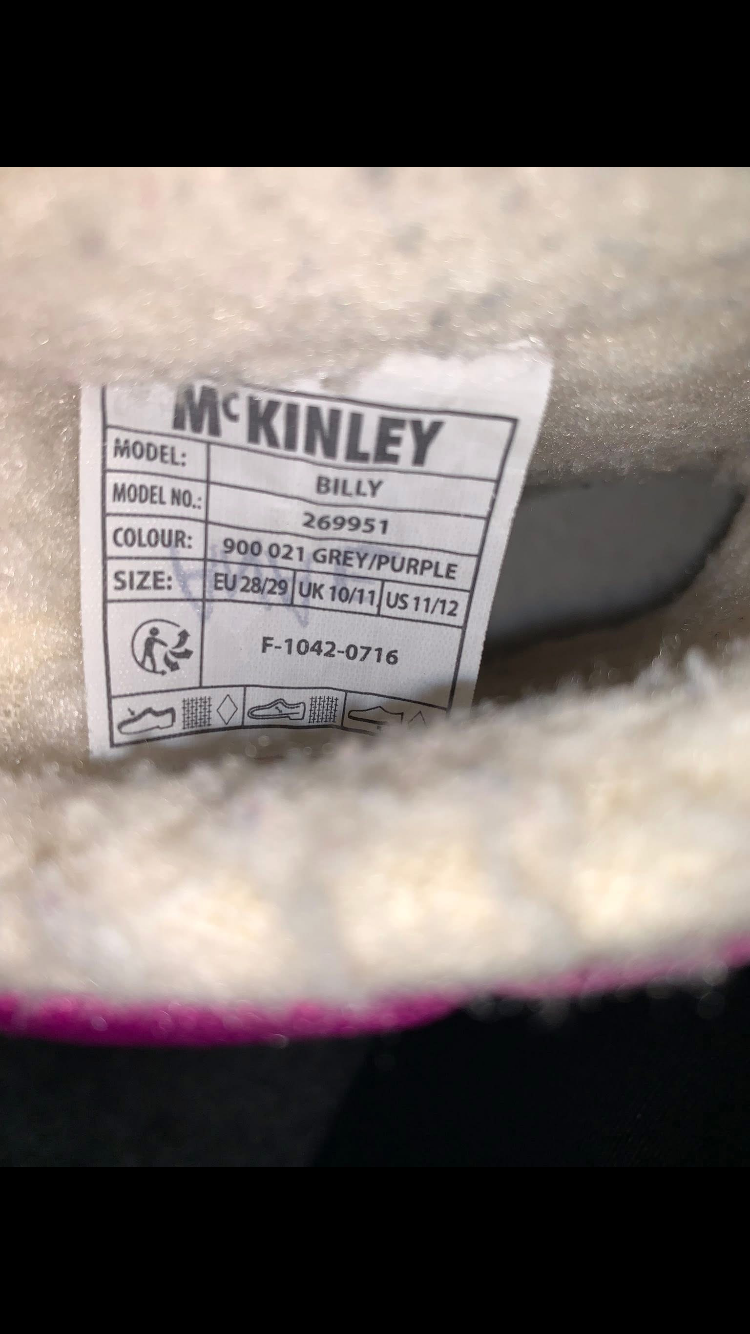 McKINLEY
MODEL: BILLY
MODEL NO.: 269951
COLOUR: 900 021 GREY/PURPLE
SIZE: EU 28/29 UK 10/11 US 11/12
F-1042-0716